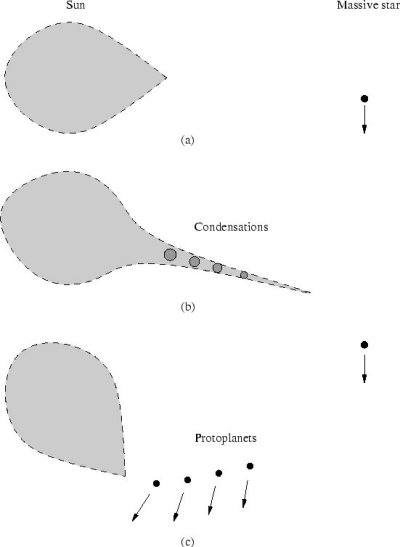 Sun
Massive star
(a)
Condensations
(b)
Protoplanets
(c)